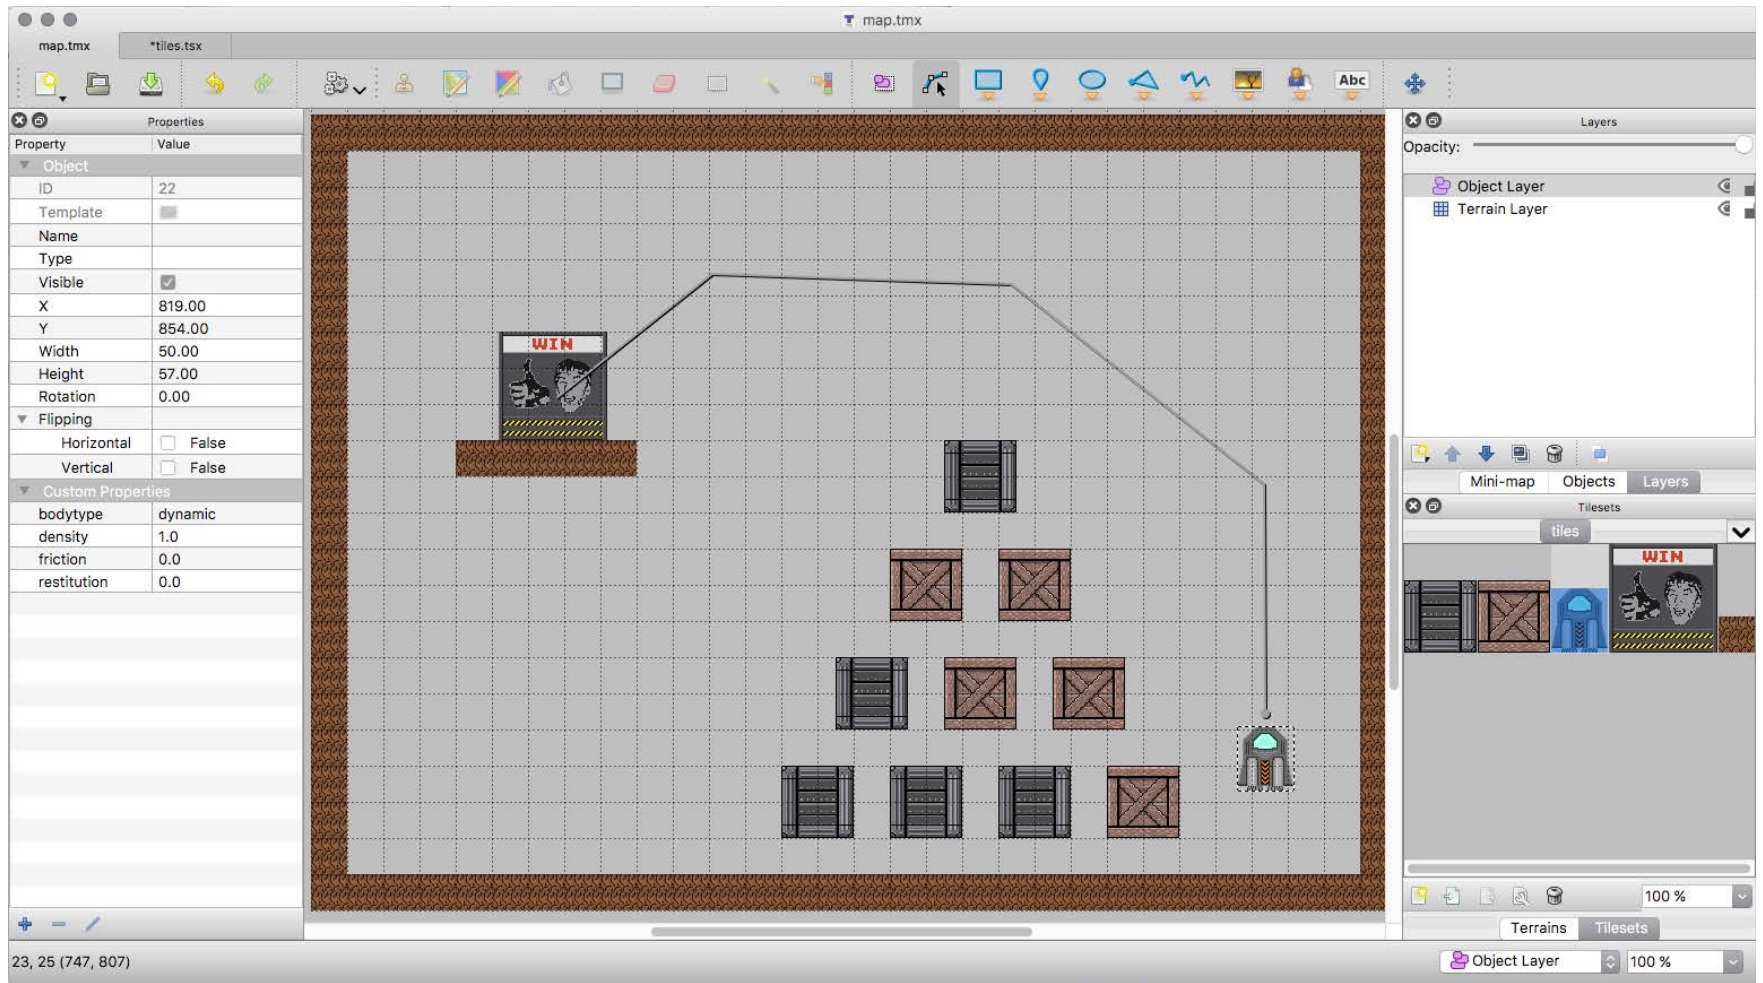 map.tmx
map.tmx
*tiles.tsx
Abc
Properties
Property Value
Object
ID 22
Template
Name
Type
Visible
X 819.00
Y 854.00
Width 50.00
Height 57.00
Rotation 0.00
Flipping
Horizontal False
Vertical False
Custom Properties
bodytype dynamic
density 1.0
friction 0.0
restitution 0.0
WIN
Layers
Opacity:
Object Layer
Terrain Layer
Mini-map Objects Layers
Tilesets
tiles
WIN
100 %
Terrains Tilesets
23, 25 (747, 807)
Object Layer 100 %